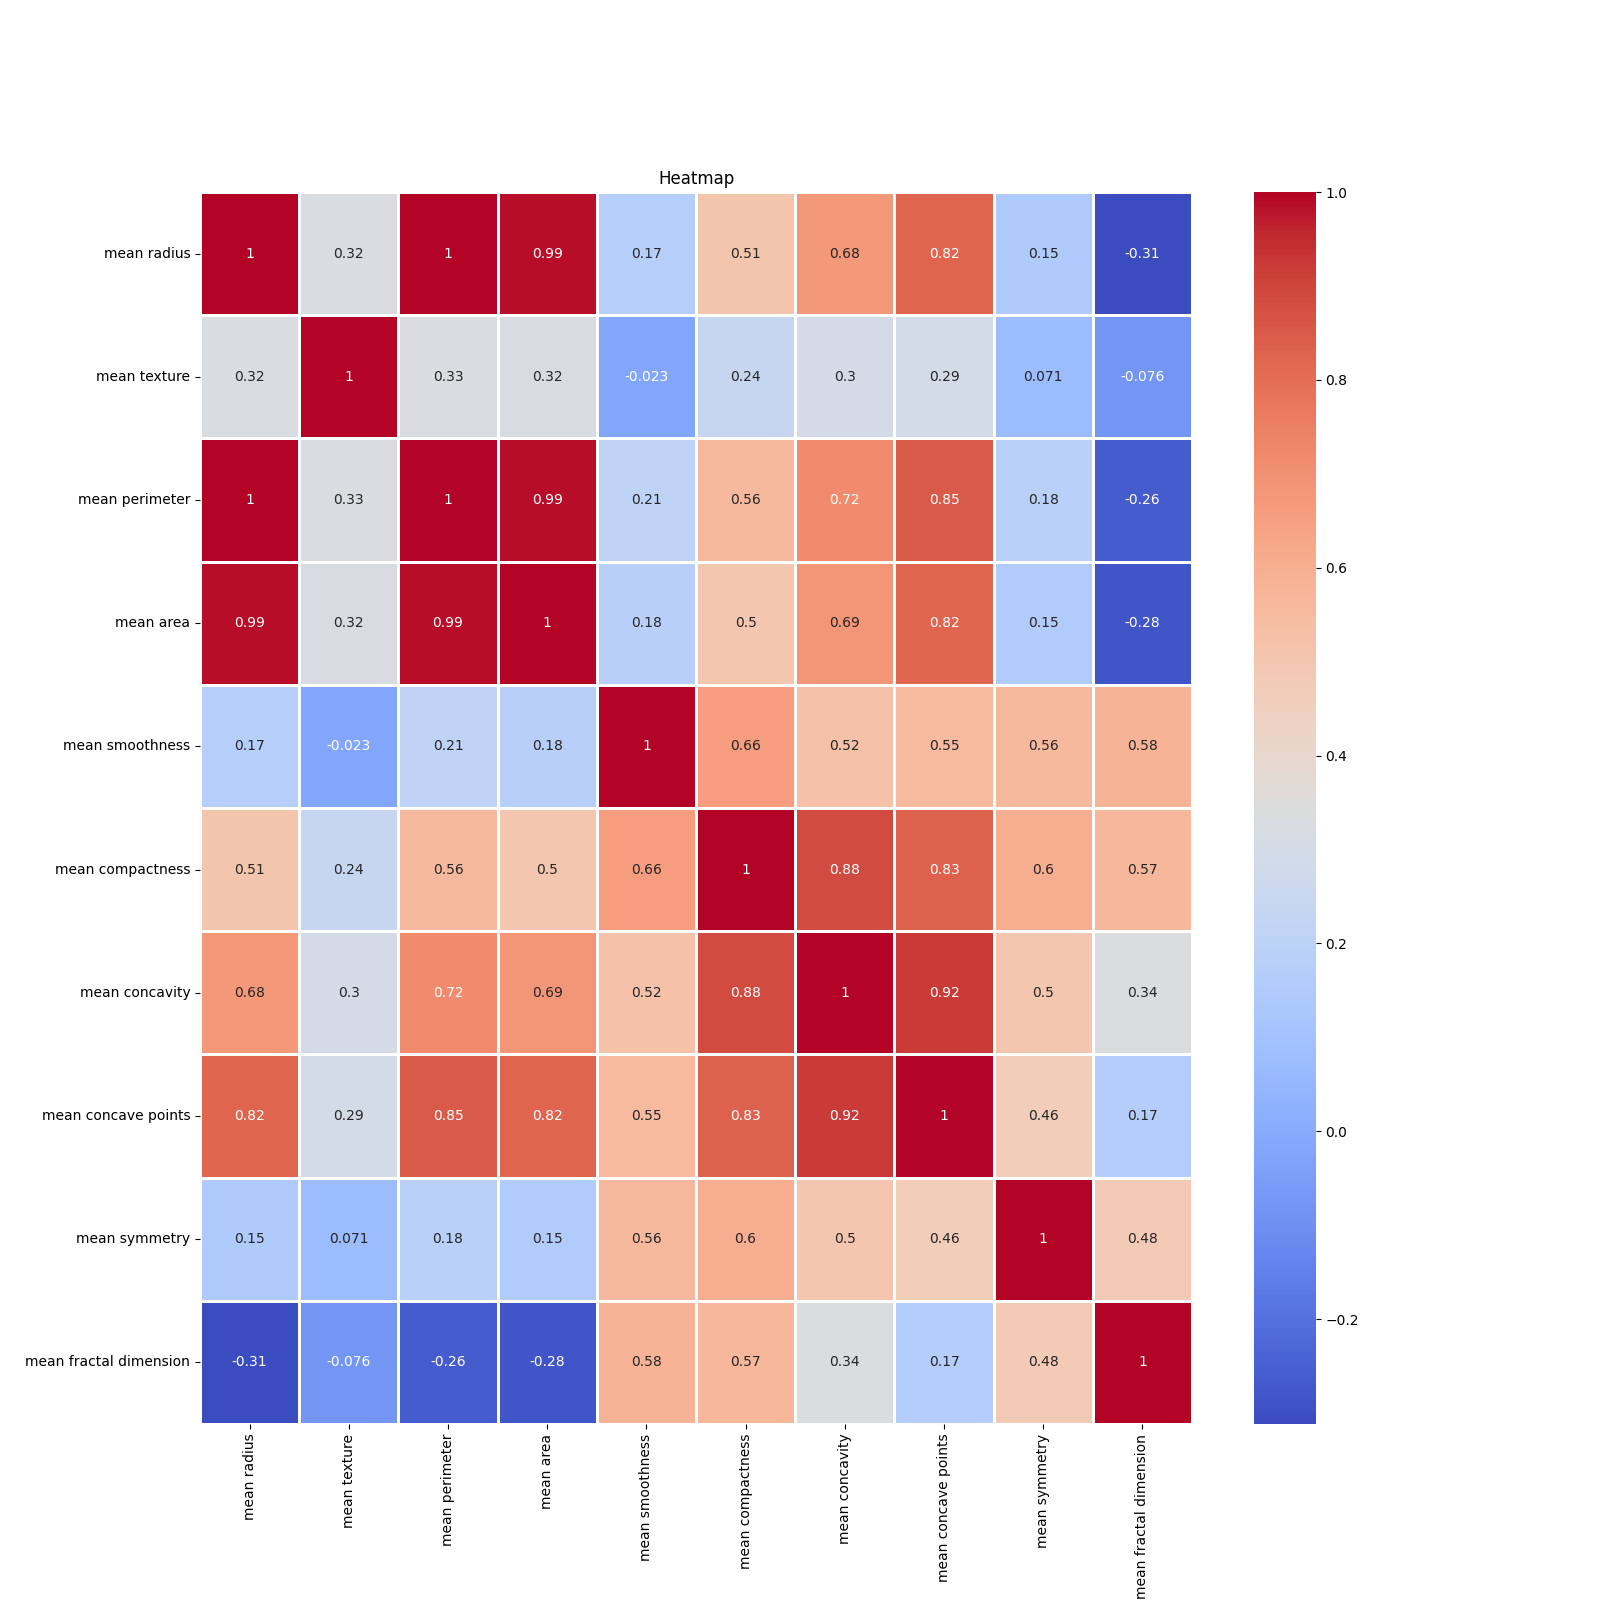 Heatmap
mean radius 1 0.32 1 0.99 0.17 0.51 0.68 0.82 0.15 -0.31
mean texture 0.32 1 0.33 0.32 -0.023 0.24 0.3 0.29 0.071 -0.076
mean perimeter 1 0.33 1 0.99 0.21 0.56 0.72 0.85 0.18 -0.26
mean area 0.99 0.32 0.99 1 0.18 0.5 0.69 0.82 0.15 -0.28
mean smoothness 0.17 -0.023 0.21 0.18 1 0.66 0.52 0.55 0.56 0.58
mean compactness 0.51 0.24 0.56 0.5 0.66 1 0.88 0.83 0.6 0.57
mean concavity 0.68 0.3 0.72 0.69 0.52 0.88 1 0.92 0.5 0.34
mean concave points 0.82 0.29 0.85 0.82 0.55 0.83 0.92 1 0.46 0.17
mean symmetry 0.15 0.071 0.18 0.15 0.56 0.6 0.5 0.46 1 0.48
mean fractal dimension -0.31 -0.076 -0.26 -0.28 0.58 0.57 0.34 0.17 0.48 1
mean radius
mean texture
mean perimeter
mean area
mean smoothness
mean compactness
mean concavity
mean concave points
mean symmetry
mean fractal dimension
1.0
0.8
0.6
0.4
0.2
0.0
−0.2